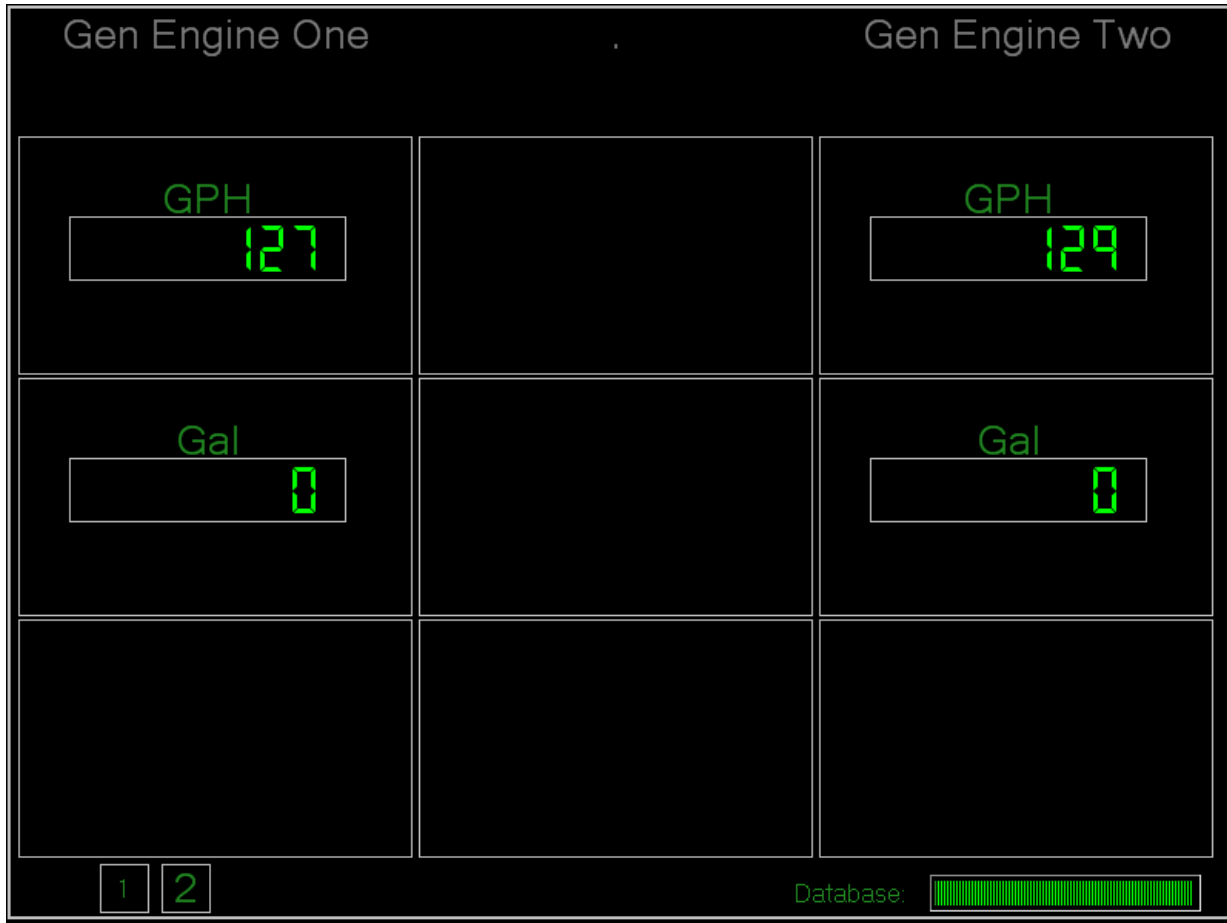 Gen Engine One . Gen Engine Two
GPH GPH
127 129
Gal Gal
0 0
1 2 Database: